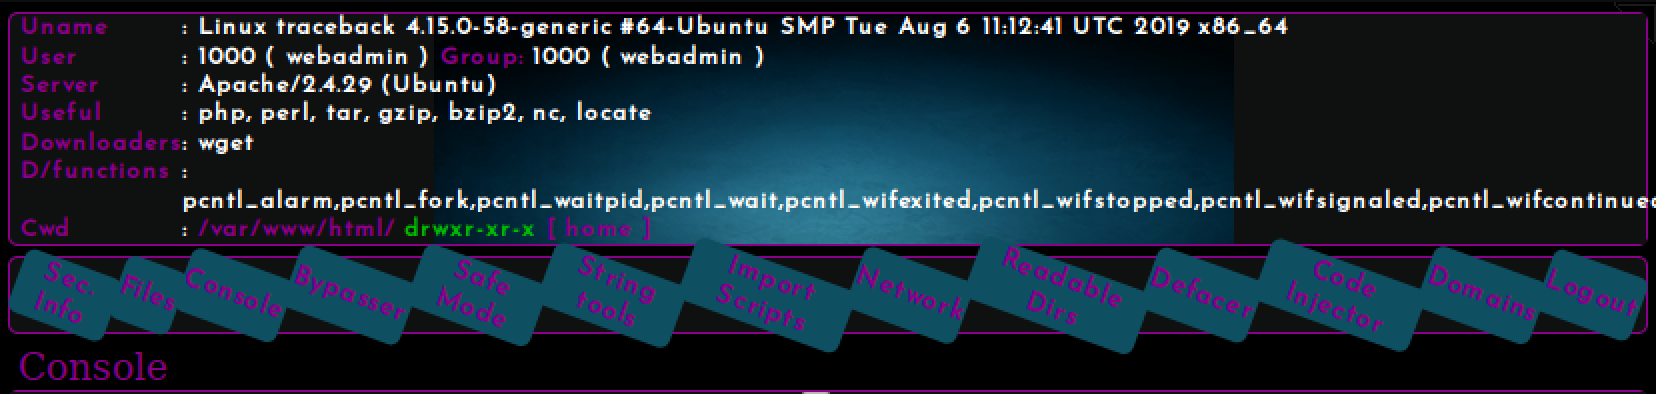 Uname : Linux traceback 4.15.0-58-generic #64-Ubuntu SMP Tue Aug 6 11:12:41 UTC 2019 x86_64
User : 1000 ( webadmin ) Group: 1000 ( webadmin )
Server : Apache/2.4.29 (Ubuntu)
Useful : php, perl, tar, gzip, bzip2, nc, locate
Downloaders: wget
D/functions :
pcntl_alarm,pcntl_fork,pcntl_waitpid,pcntl_wait,pcntl_wifexited,pcntl_wifstopped,pcntl_wifsignaled,pcntl_wifcontinued
Cwd : /var/www/html/ drwxr-xr-x [ home ]
Sec. Info
Files
Console
Bypasser
Safe Mode
String tools
Import Scripts
Network
Readable Dirs
Defacer
Code Injector
Domains
Logout
Console